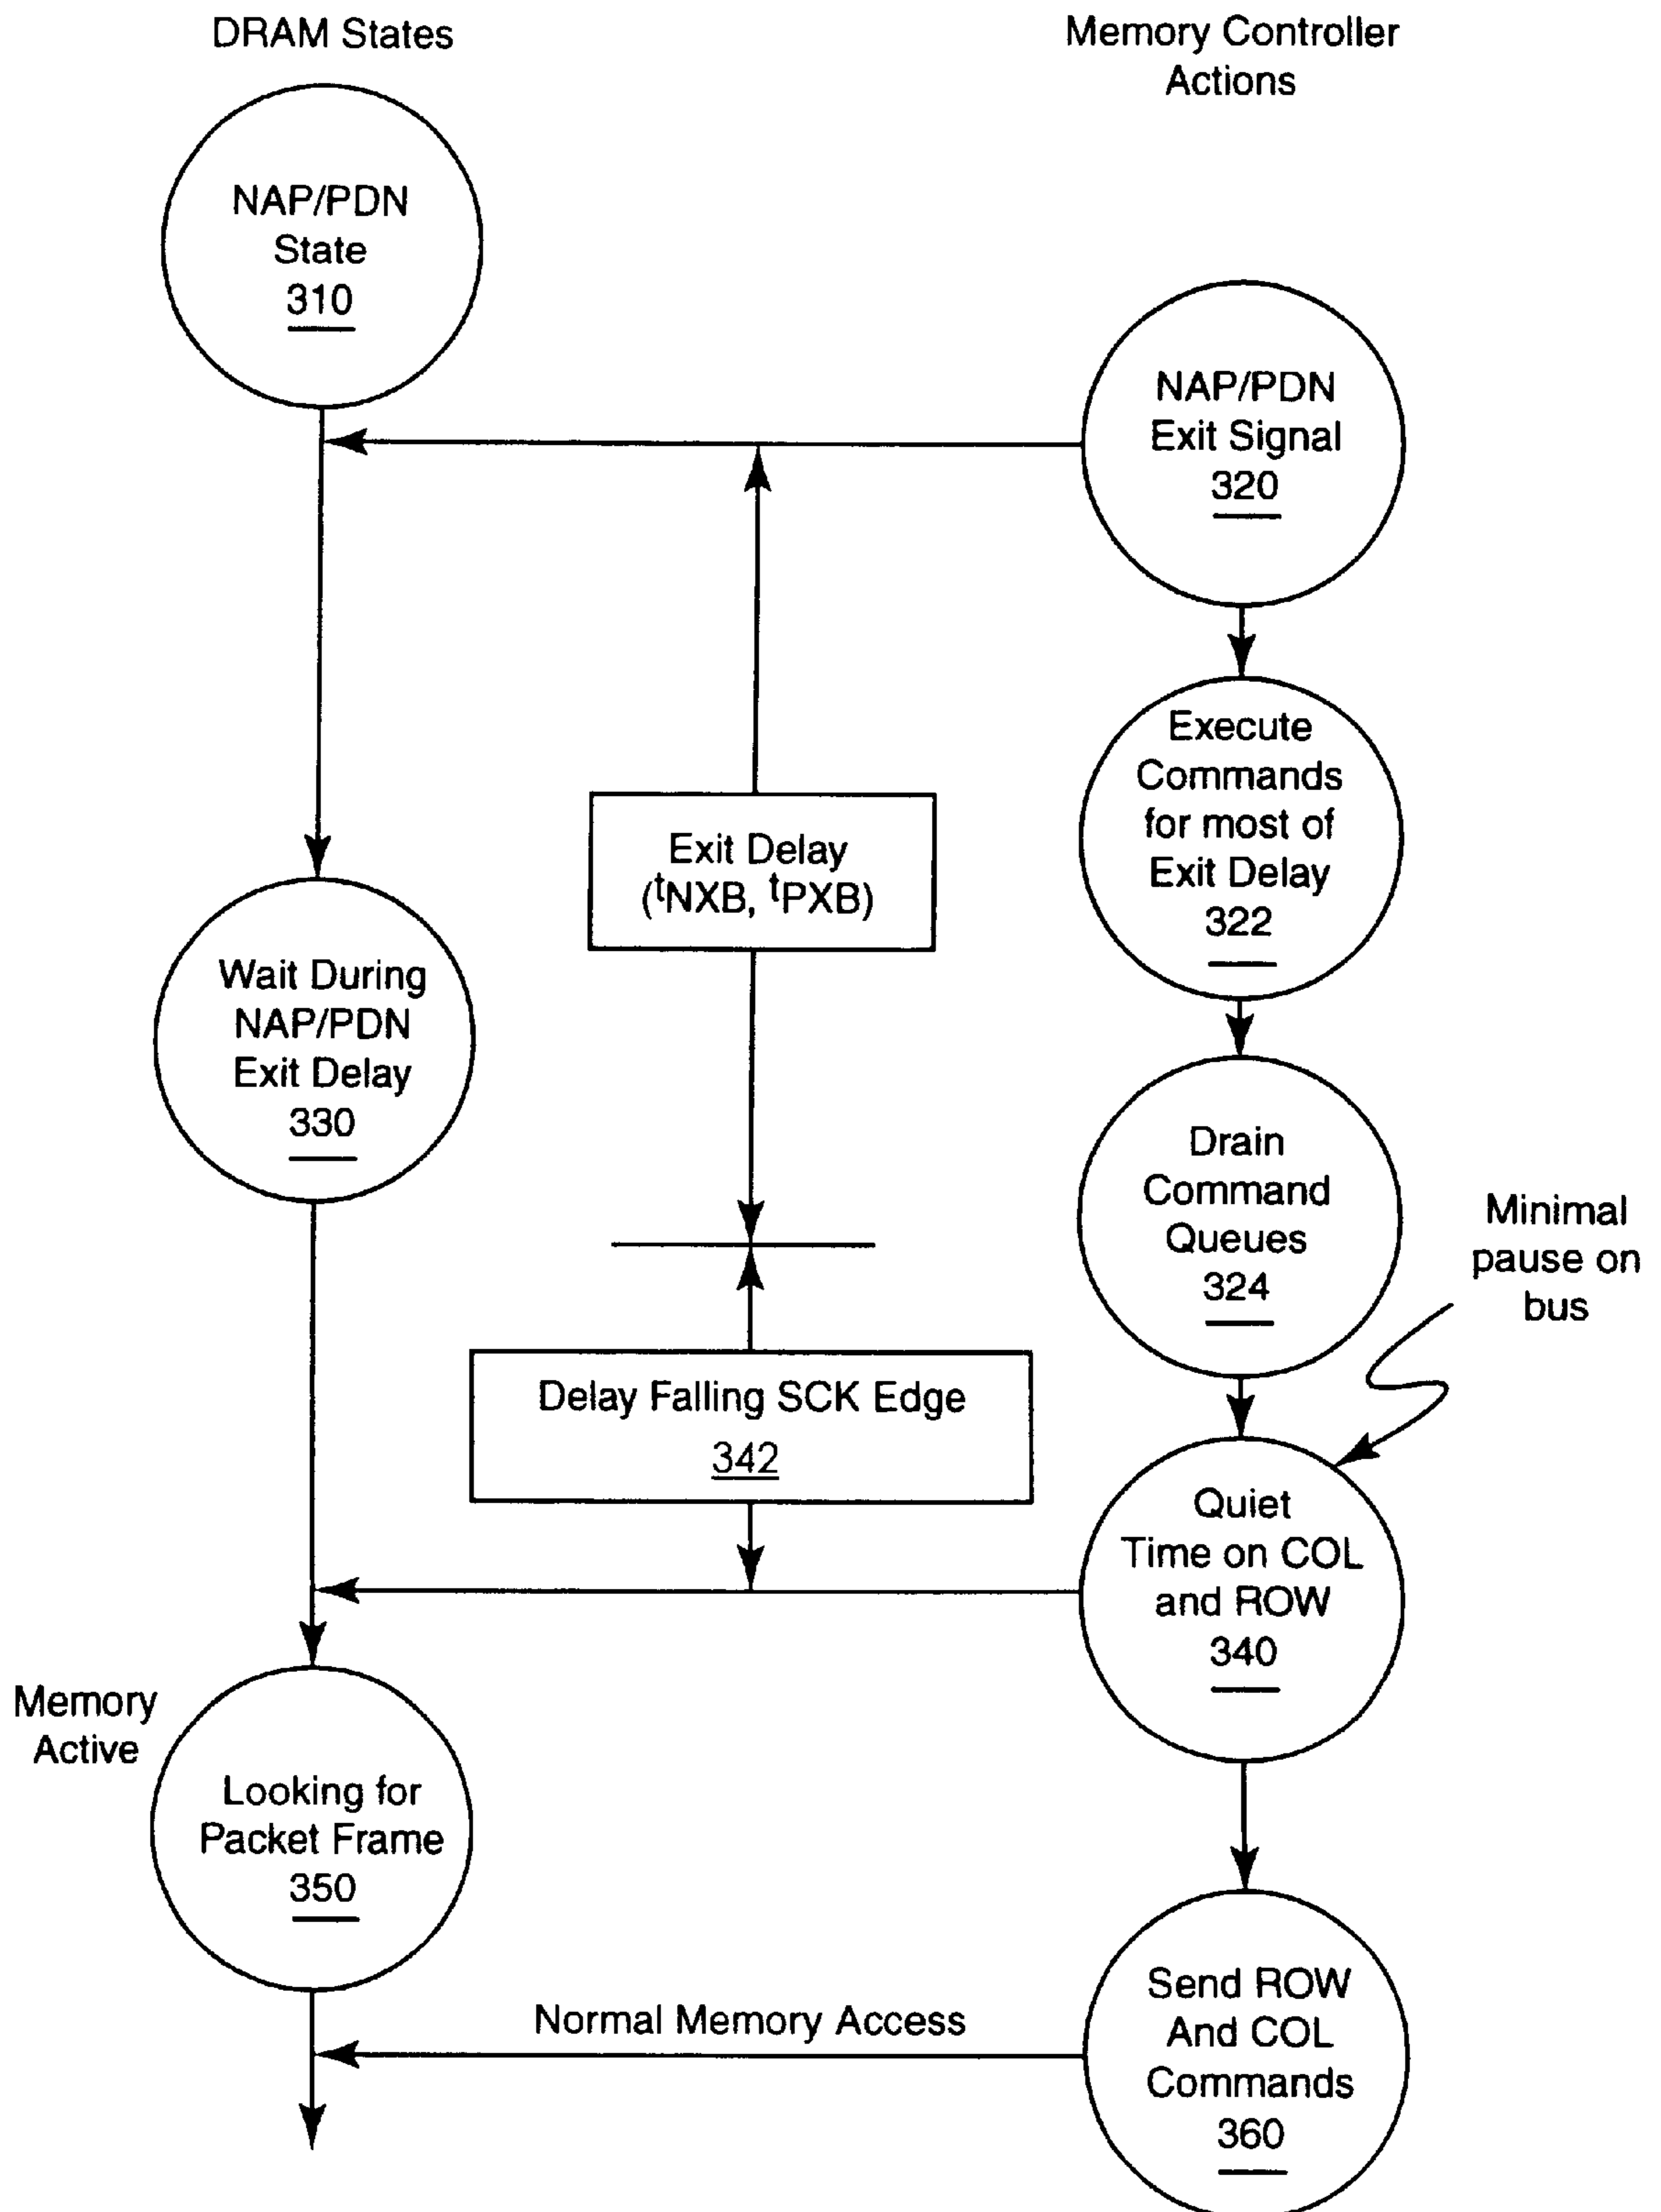 DRAM States
Memory Controller
Actions
NAP/PDN
State
310
NAP/PDN
Exit Signal
320
Execute
Commands
for most of
Exit Delay
322
Exit Delay
(tNXB, tPXB)
Wait During
NAP/PDN
Exit Delay
330
Drain
Command
Queues
324
Minimal
pause on
bus
Delay Falling SCK Edge
342
Quiet
Time on COL
and ROW
340
Memory
Active
Looking for
Packet Frame
350
Normal Memory Access
Send ROW
And COL
Commands
360